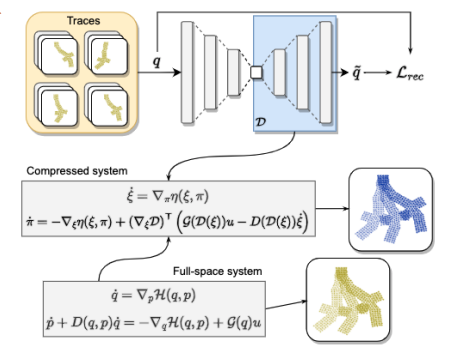 Traces
q
q̃
ℒ_rec
𝒟
Compressed system
ξ̇ = ∇_π η(ξ, π)
π̇ = −∇_ξ η(ξ, π) + (∇_ξ 𝒟)^⊤ (𝒢(𝒟(ξ))u − D(𝒟(ξ))ξ̇)
Full-space system
q̇ = ∇_p ℋ(q, p)
ṗ + D(q, p)q̇ = −∇_q ℋ(q, p) + 𝒢(q)u